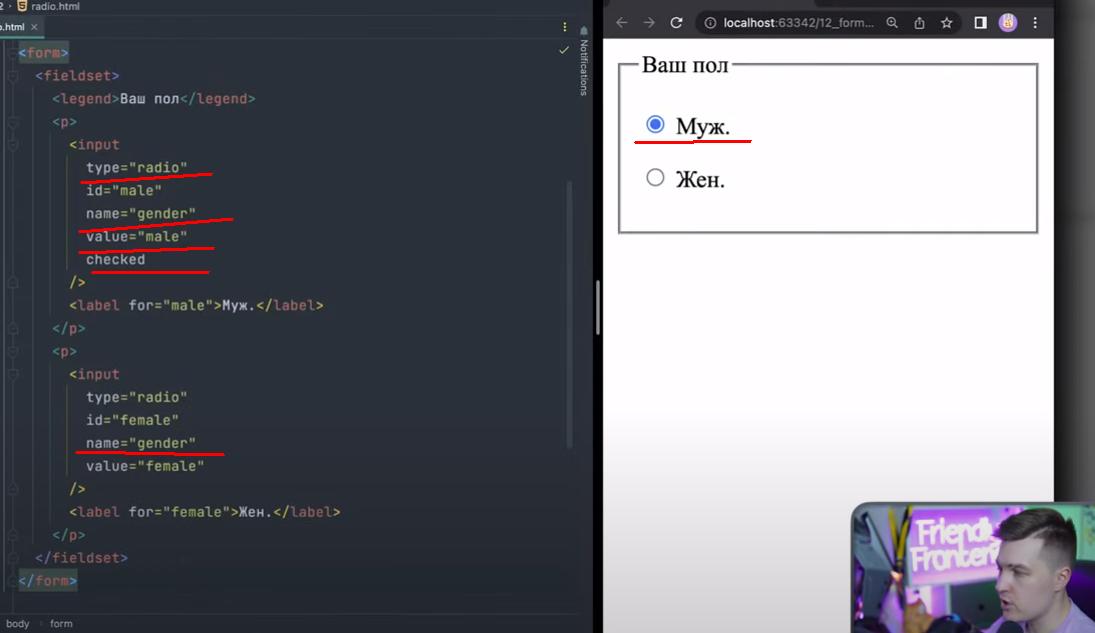 2 › radio.html
o.html ×
<form>
<fieldset>
<legend>Ваш пол</legend>
<p>
<input
type="radio"
id="male"
name="gender"
value="male"
checked
/>
<label for="male">Муж.</label>
</p>
<p>
<input
type="radio"
id="female"
name="gender"
value="female"
/>
<label for="female">Жен.</label>
</p>
</fieldset>
</form>
body form
Notifications
localhost:63342/12_form...
Ваш пол
Муж.
Жен.
Friendl
Fronten